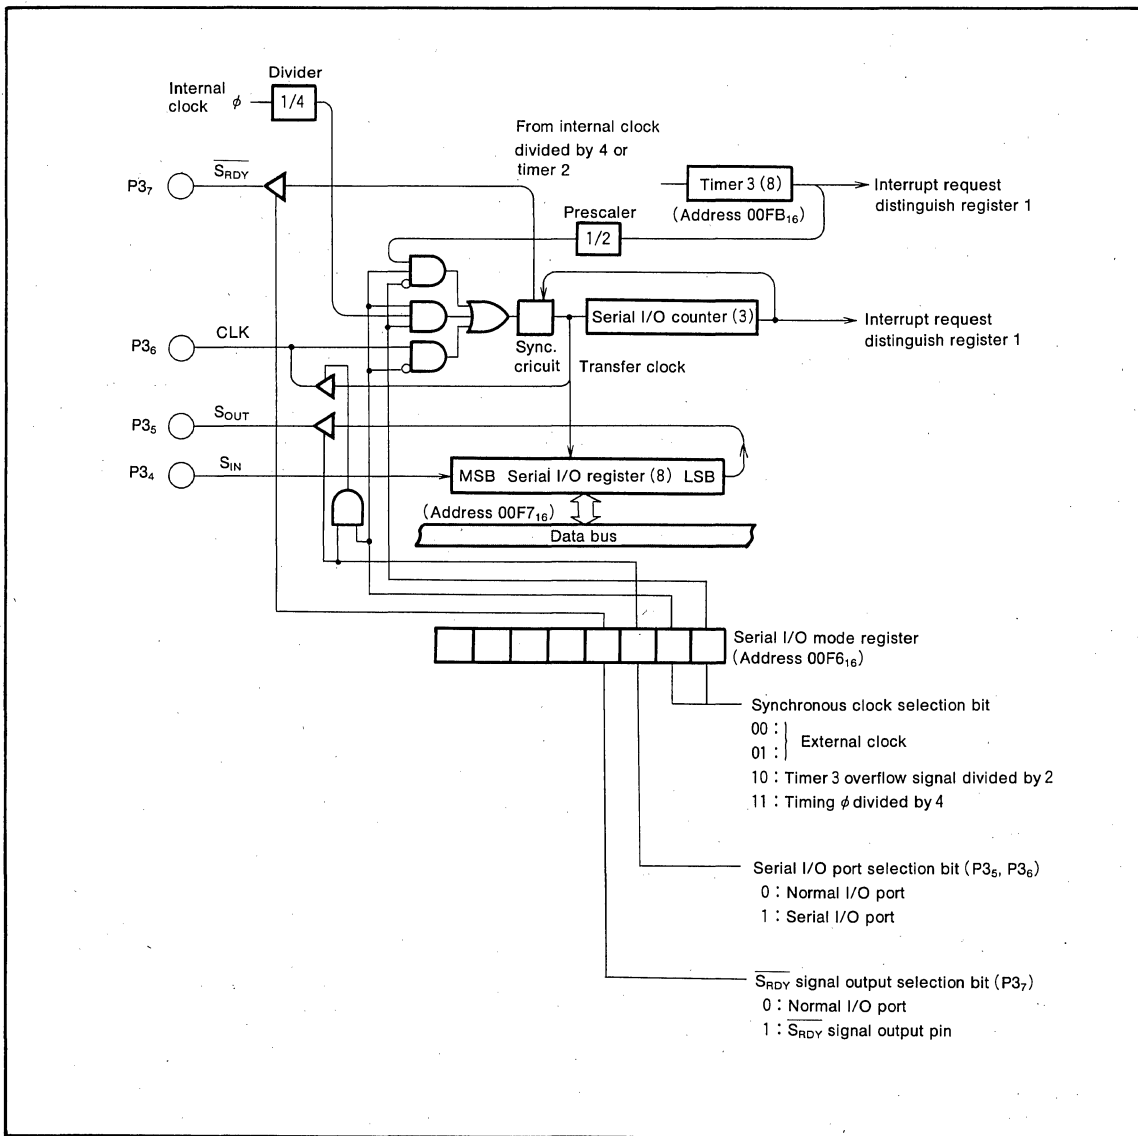 Divider
Internal clock ϕ
1/4
From internal clock
divided by 4 or
timer 2
P3₇
S̅R̅D̅Y̅
Timer 3 (8)
Interrupt request
distinguish register 1
(Address 00FB₁₆)
Prescaler
1/2
P3₆
CLK
Serial I/O counter (3)
Interrupt request
distinguish register 1
Sync.
cricuit
Transfer clock
P3₅
SOUT
P3₄
SIN
MSB Serial I/O register (8) LSB
(Address 00F7₁₆)
Data bus
Serial I/O mode register
(Address 00F6₁₆)
Synchronous clock selection bit
00 :
01 :
External clock
10 : Timer 3 overflow signal divided by 2
11 : Timing ϕ divided by 4
Serial I/O port selection bit (P3₅, P3₆)
0 : Normal I/O port
1 : Serial I/O port
S̅R̅D̅Y̅ signal output selection bit (P3₇)
0 : Normal I/O port
1 : S̅R̅D̅Y̅ signal output pin